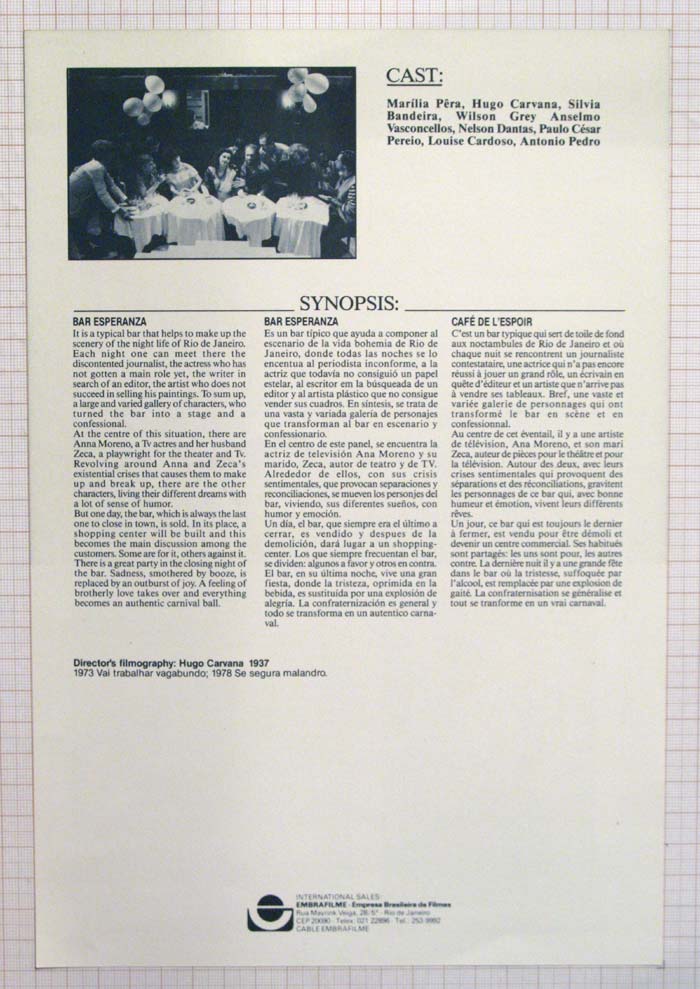 CAST:
Marília Pêra, Hugo Carvana, Silvia
Bandeira, Wilson Grey Anselmo
Vasconcellos, Nelson Dantas, Paulo César
Pereio, Louise Cardoso, Antonio Pedro
SYNOPSIS:
BAR ESPERANZA
It is a typical bar that helps to make up the
scenery of the night life of Rio de Janeiro.
Each night one can meet there the
discontented journalist, the actress who has
not gotten a main role yet, the writer in
search of an editor, the artist who does not
succeed in selling his paintings. To sum up,
a large and varied gallery of characters, who
turned the bar into a stage and a
confessional.
At the centre of this situation, there are
Anna Moreno, a Tv actres and her husband
Zeca, a playwright for the theater and Tv.
Revolving around Anna and Zeca's
existential crises that causes them to make
up and break up, there are the other
characters, living their different dreams with
a lot of sense of humor.
But one day, the bar, which is always the last
one to close in town, is sold. In its place, a
shopping center will be built and this
becomes the main discussion among the
customers. Some are for it, others against it.
There is a great party in the closing night of
the bar. Sadness, smothered by booze, is
replaced by an outburst of joy. A feeling of
brotherly love takes over and everything
becomes an authentic carnival ball.
BAR ESPERANZA
Es un bar típico que ayuda a componer al
escenario de la vida bohemia de Rio de
Janeiro, donde todas las noches se lo
encentua al periodista inconforme, a la
actriz que todavía no consiguió un papel
estelar, al escritor em la búsqueada de un
editor y al artista plástico que no consigue
vender sus cuadros. En sintesis, se trata de
una vasta y variada galería de personajes
que transforman al bar en escenario y
confessionario.
En el centro de este panel, se encuentra la
actriz de televisión Ana Moreno y su
marido, Zeca, autor de teatro y de TV.
Alrededor de ellos, con sus crisis
sentimentales, que provocan separaciones y
reconciliaciones, se mueven los personjes del
bar, viviendo, sus diferentes sueños, con
humor y emoción.
Un día, el bar, que siempre era el último a
cerrar, es vendido y despues de la
demolición, dará lugar a un shopping-
center. Los que siempre frecuentan el bar,
se dividen: algunos a favor y otros en contra.
El bar, en su última noche, vive una gran
fiesta, donde la tristeza, oprimida en la
bebida, es sustituída por una explosión de
alegría. La confraternización es general y
todo se transforma en un autentico carna-
val.
CAFÉ DE L'ESPOIR
C'est un bar typique qui sert de toile de fond
aux noctambules de Rio de Janeiro et où
chaque nuit se rencontrent un journaliste
contestataire, une actrice qui n'a pas encore
réussi à jouer un grand rôle, un écrivain en
quête d'éditeur et un artiste que n'arrive pas
à vendre ses tableaux. Bref, une vaste et
variée galerie de personnages qui ont
transformé le bar en scène et en
confessionnal.
Au centre de cet éventail, il y a une artiste
de télévision, Ana Moreno, et son mari
Zeca, auteur de pièces pour le théâtre et pour
la télévision. Autour des deux, avec leurs
crises sentimentales qui provoquent des
séparations et des réconciliations, gravitent
les personnages de ce bar qui, avec bonne
humeur et émotion, vivent leurs différents
rêves.
Un jour, ce bar qui est toujours le dernier
à fermer, est vendu pour être démoli et
devenir un centre commercial. Ses habitués
sont partagés: les uns sont pour, les autres
contre. La dernière nuit il y a une grande fête
dans le bar où la tristesse, suffoquée par
l'alcool, est remplacée par une explosion de
gaité. La confraternisation se généralise et
tout se tranforme en un vrai carnaval.
Director's filmography: Hugo Carvana 1937
1973 Vai trabalhar vagabundo; 1978 Se segura malandro.
INTERNATIONAL SALES:
EMBRAFILME - Empresa Brasileira de Filmes
Rua Mayrink Veiga, 28/5º - Rio de Janeiro
CEP 20090 - Telex: 021 22896 - Tel.: 253-9992
CABLE EMBRAFILME